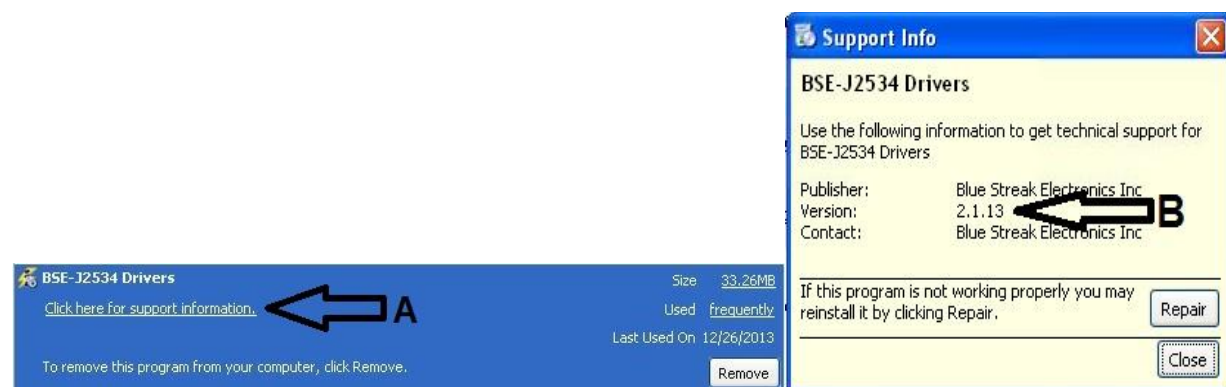 BSE-J2534 Drivers
Size 33.26MB
Click here for support information.
A
Used frequently
Last Used On 12/26/2013
To remove this program from your computer, click Remove.
Remove
Support Info
BSE-J2534 Drivers
Use the following information to get technical support for
BSE-J2534 Drivers
Publisher: Blue Streak Electronics Inc
Version: 2.1.13
B
Contact: Blue Streak Electronics Inc
If this program is not working properly you may
reinstall it by clicking Repair.
Repair
Close